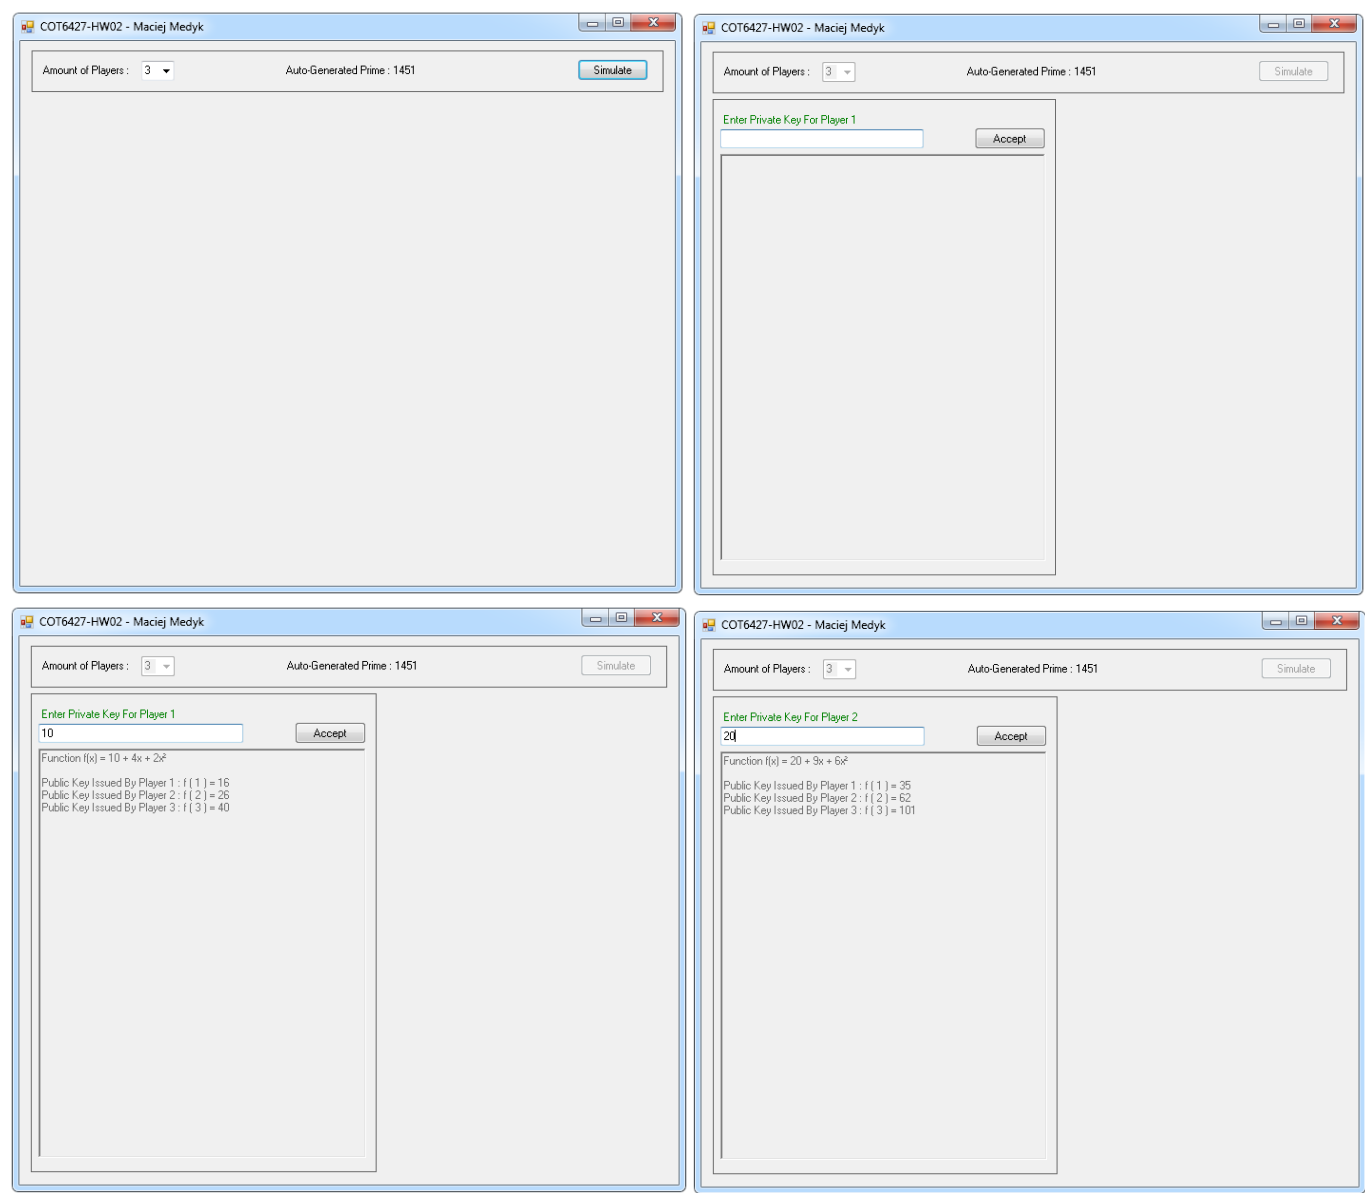 COT6427-HW02 - Maciej Medyk
Amount of Players : 3 Auto-Generated Prime : 1451 Simulate
COT6427-HW02 - Maciej Medyk
Amount of Players : 3 Auto-Generated Prime : 1451 Simulate
Enter Private Key For Player 1
Accept
COT6427-HW02 - Maciej Medyk
Amount of Players : 3 Auto-Generated Prime : 1451 Simulate
Enter Private Key For Player 1
10 Accept
Function f(x) = 10 + 4x + 2x²
Public Key Issued By Player 1 : f ( 1 ) = 16
Public Key Issued By Player 2 : f ( 2 ) = 26
Public Key Issued By Player 3 : f ( 3 ) = 40
COT6427-HW02 - Maciej Medyk
Amount of Players : 3 Auto-Generated Prime : 1451 Simulate
Enter Private Key For Player 2
20 Accept
Function f(x) = 20 + 9x + 6x²
Public Key Issued By Player 1 : f ( 1 ) = 35
Public Key Issued By Player 2 : f ( 2 ) = 62
Public Key Issued By Player 3 : f ( 3 ) = 101